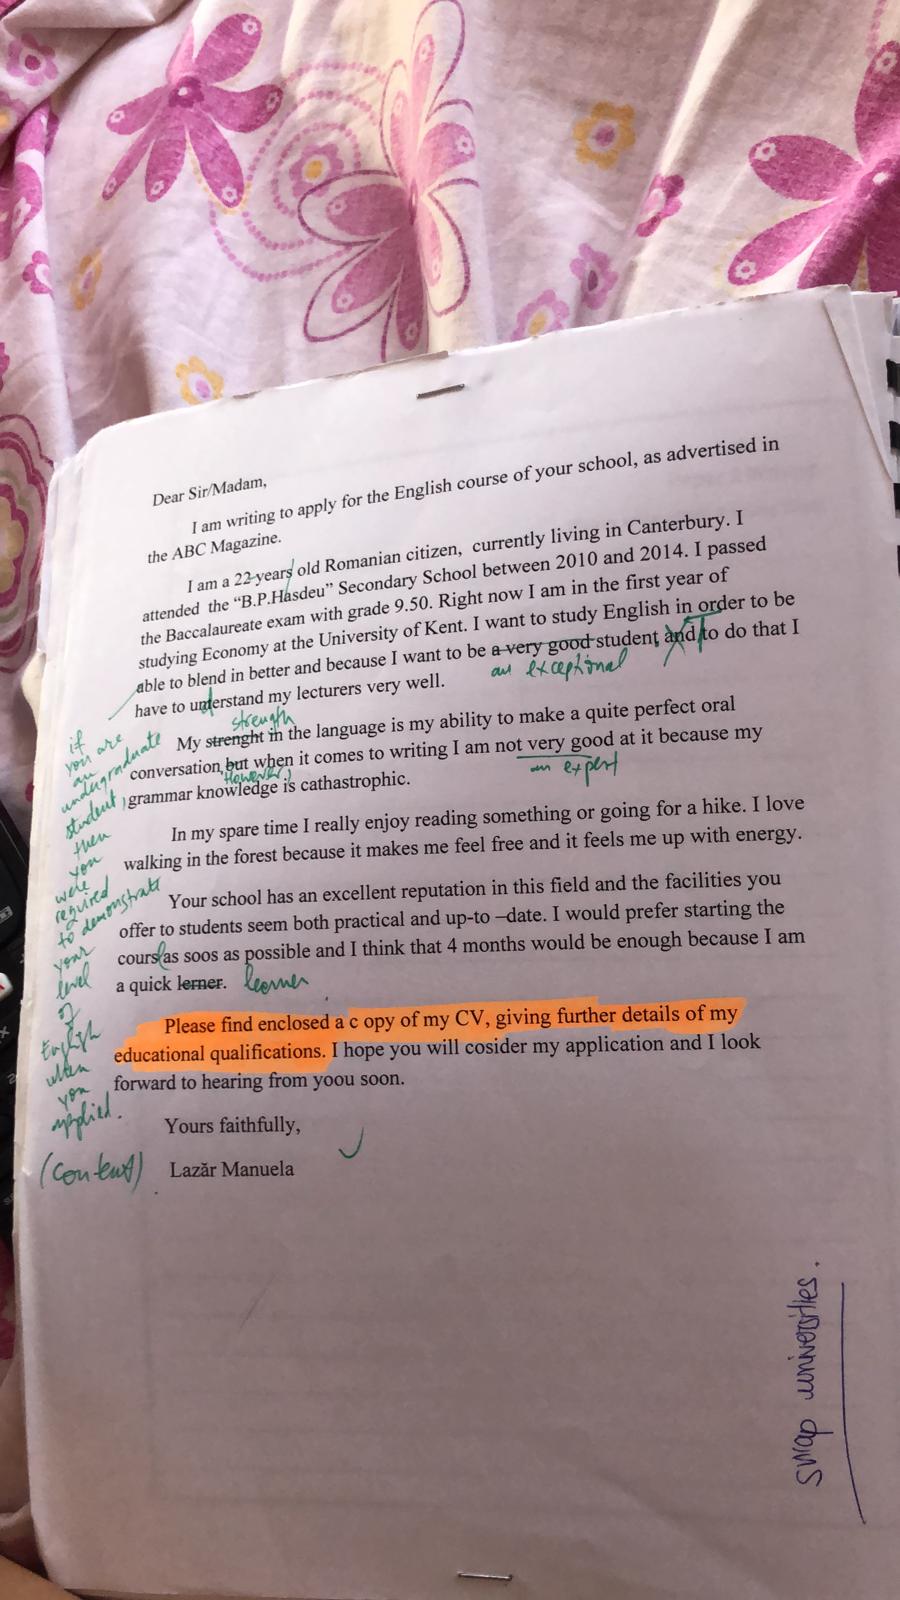 Dear Sir/Madam,
I am writing to apply for the English course of your school, as advertised in
the ABC Magazine.
I am a 22-years old Romanian citizen, currently living in Canterbury. I
attended the “B.P.Hasdeu” Secondary School between 2010 and 2014. I passed
the Baccalaureate exam with grade 9.50. Right now I am in the first year of
studying Economy at the University of Kent. I want to study English in order to be
able to blend in better and because I want to be a very good student and to do that I
an exceptional T
have to unterstand my lecturers very well.
d
strength
My strenght in the language is my ability to make a quite perfect oral
conversation, but when it comes to writing I am not very good at it because my
However, an expert
grammar knowledge is cathastrophic.
In my spare time I really enjoy reading something or going for a hike. I love
walking in the forest because it makes me feel free and it feels me up with energy.
Your school has an excellent reputation in this field and the facilities you
offer to students seem both practical and up-to –date. I would prefer starting the
cours as soos as possible and I think that 4 months would be enough because I am
a quick lerner. learner
Please find enclosed a c opy of my CV, giving further details of my
educational qualifications. I hope you will cosider my application and I look
forward to hearing from yoou soon.
Yours faithfully,
Lazăr Manuela
if
you are
an
undergraduate
student,
then
you
were
required
to demonstrate
your
level
of
English
when
you
applied.
(content)
swap universities.